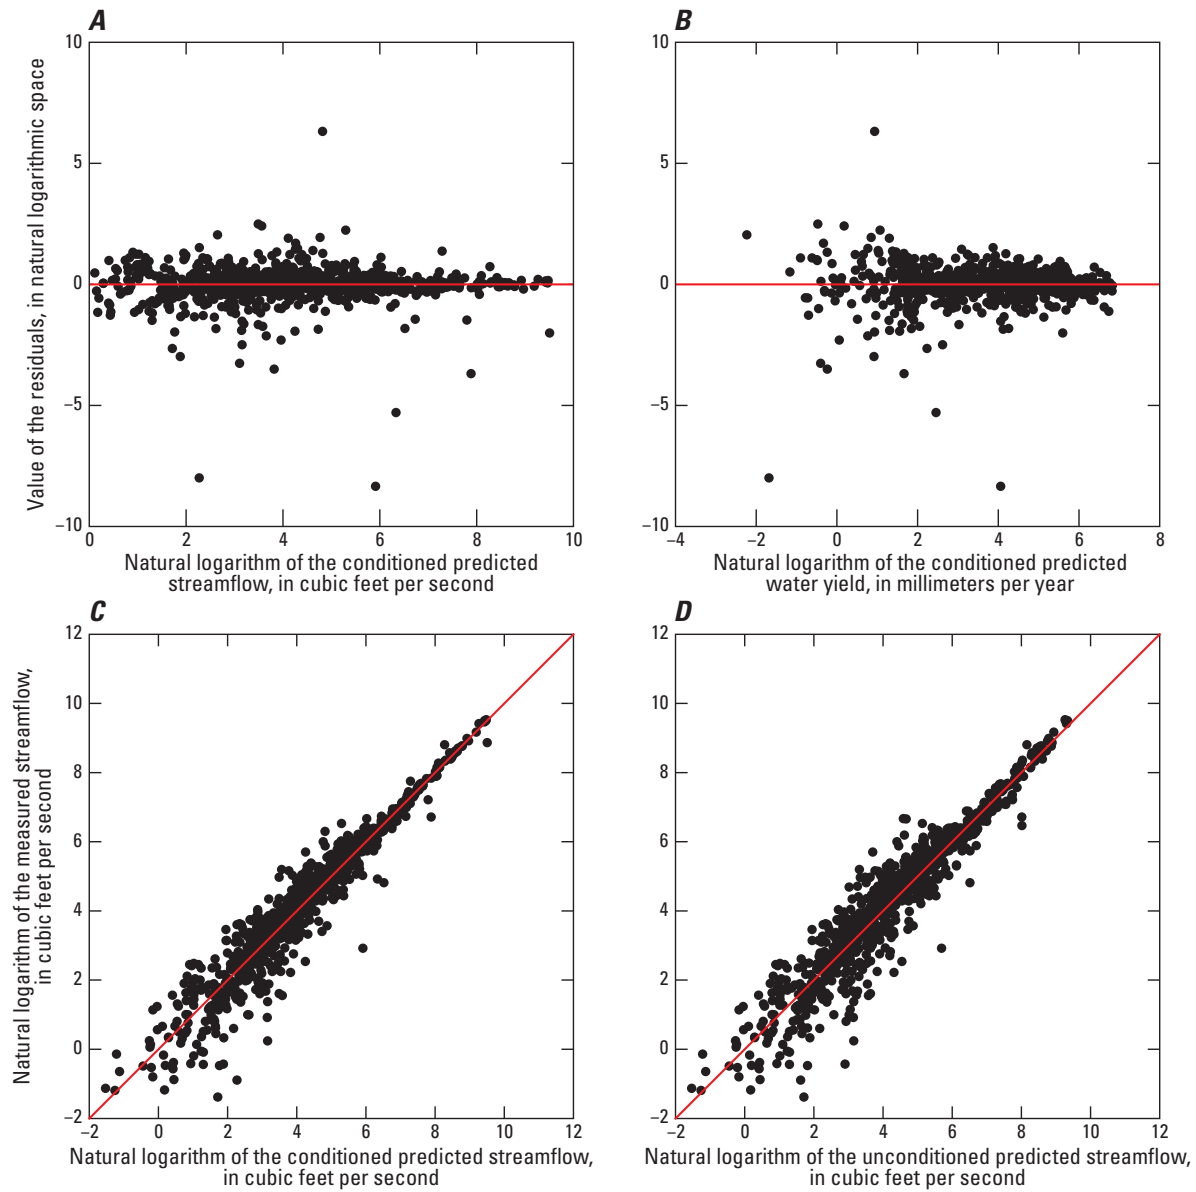 A
B
Value of the residuals, in natural logarithmic space
10
5
0
−5
−10
0 2 4 6 8 10
Natural logarithm of the conditioned predicted
streamflow, in cubic feet per second
10
5
0
−5
−10
−4 −2 0 2 4 6 8
Natural logarithm of the conditioned predicted
water yield, in millimeters per year
C
D
Natural logarithm of the measured streamflow,
in cubic feet per second
12
10
8
6
4
2
0
−2
−2 0 2 4 6 8 10 12
Natural logarithm of the conditioned predicted streamflow,
in cubic feet per second
12
10
8
6
4
2
0
−2
−2 0 2 4 6 8 10 12
Natural logarithm of the unconditioned predicted streamflow,
in cubic feet per second